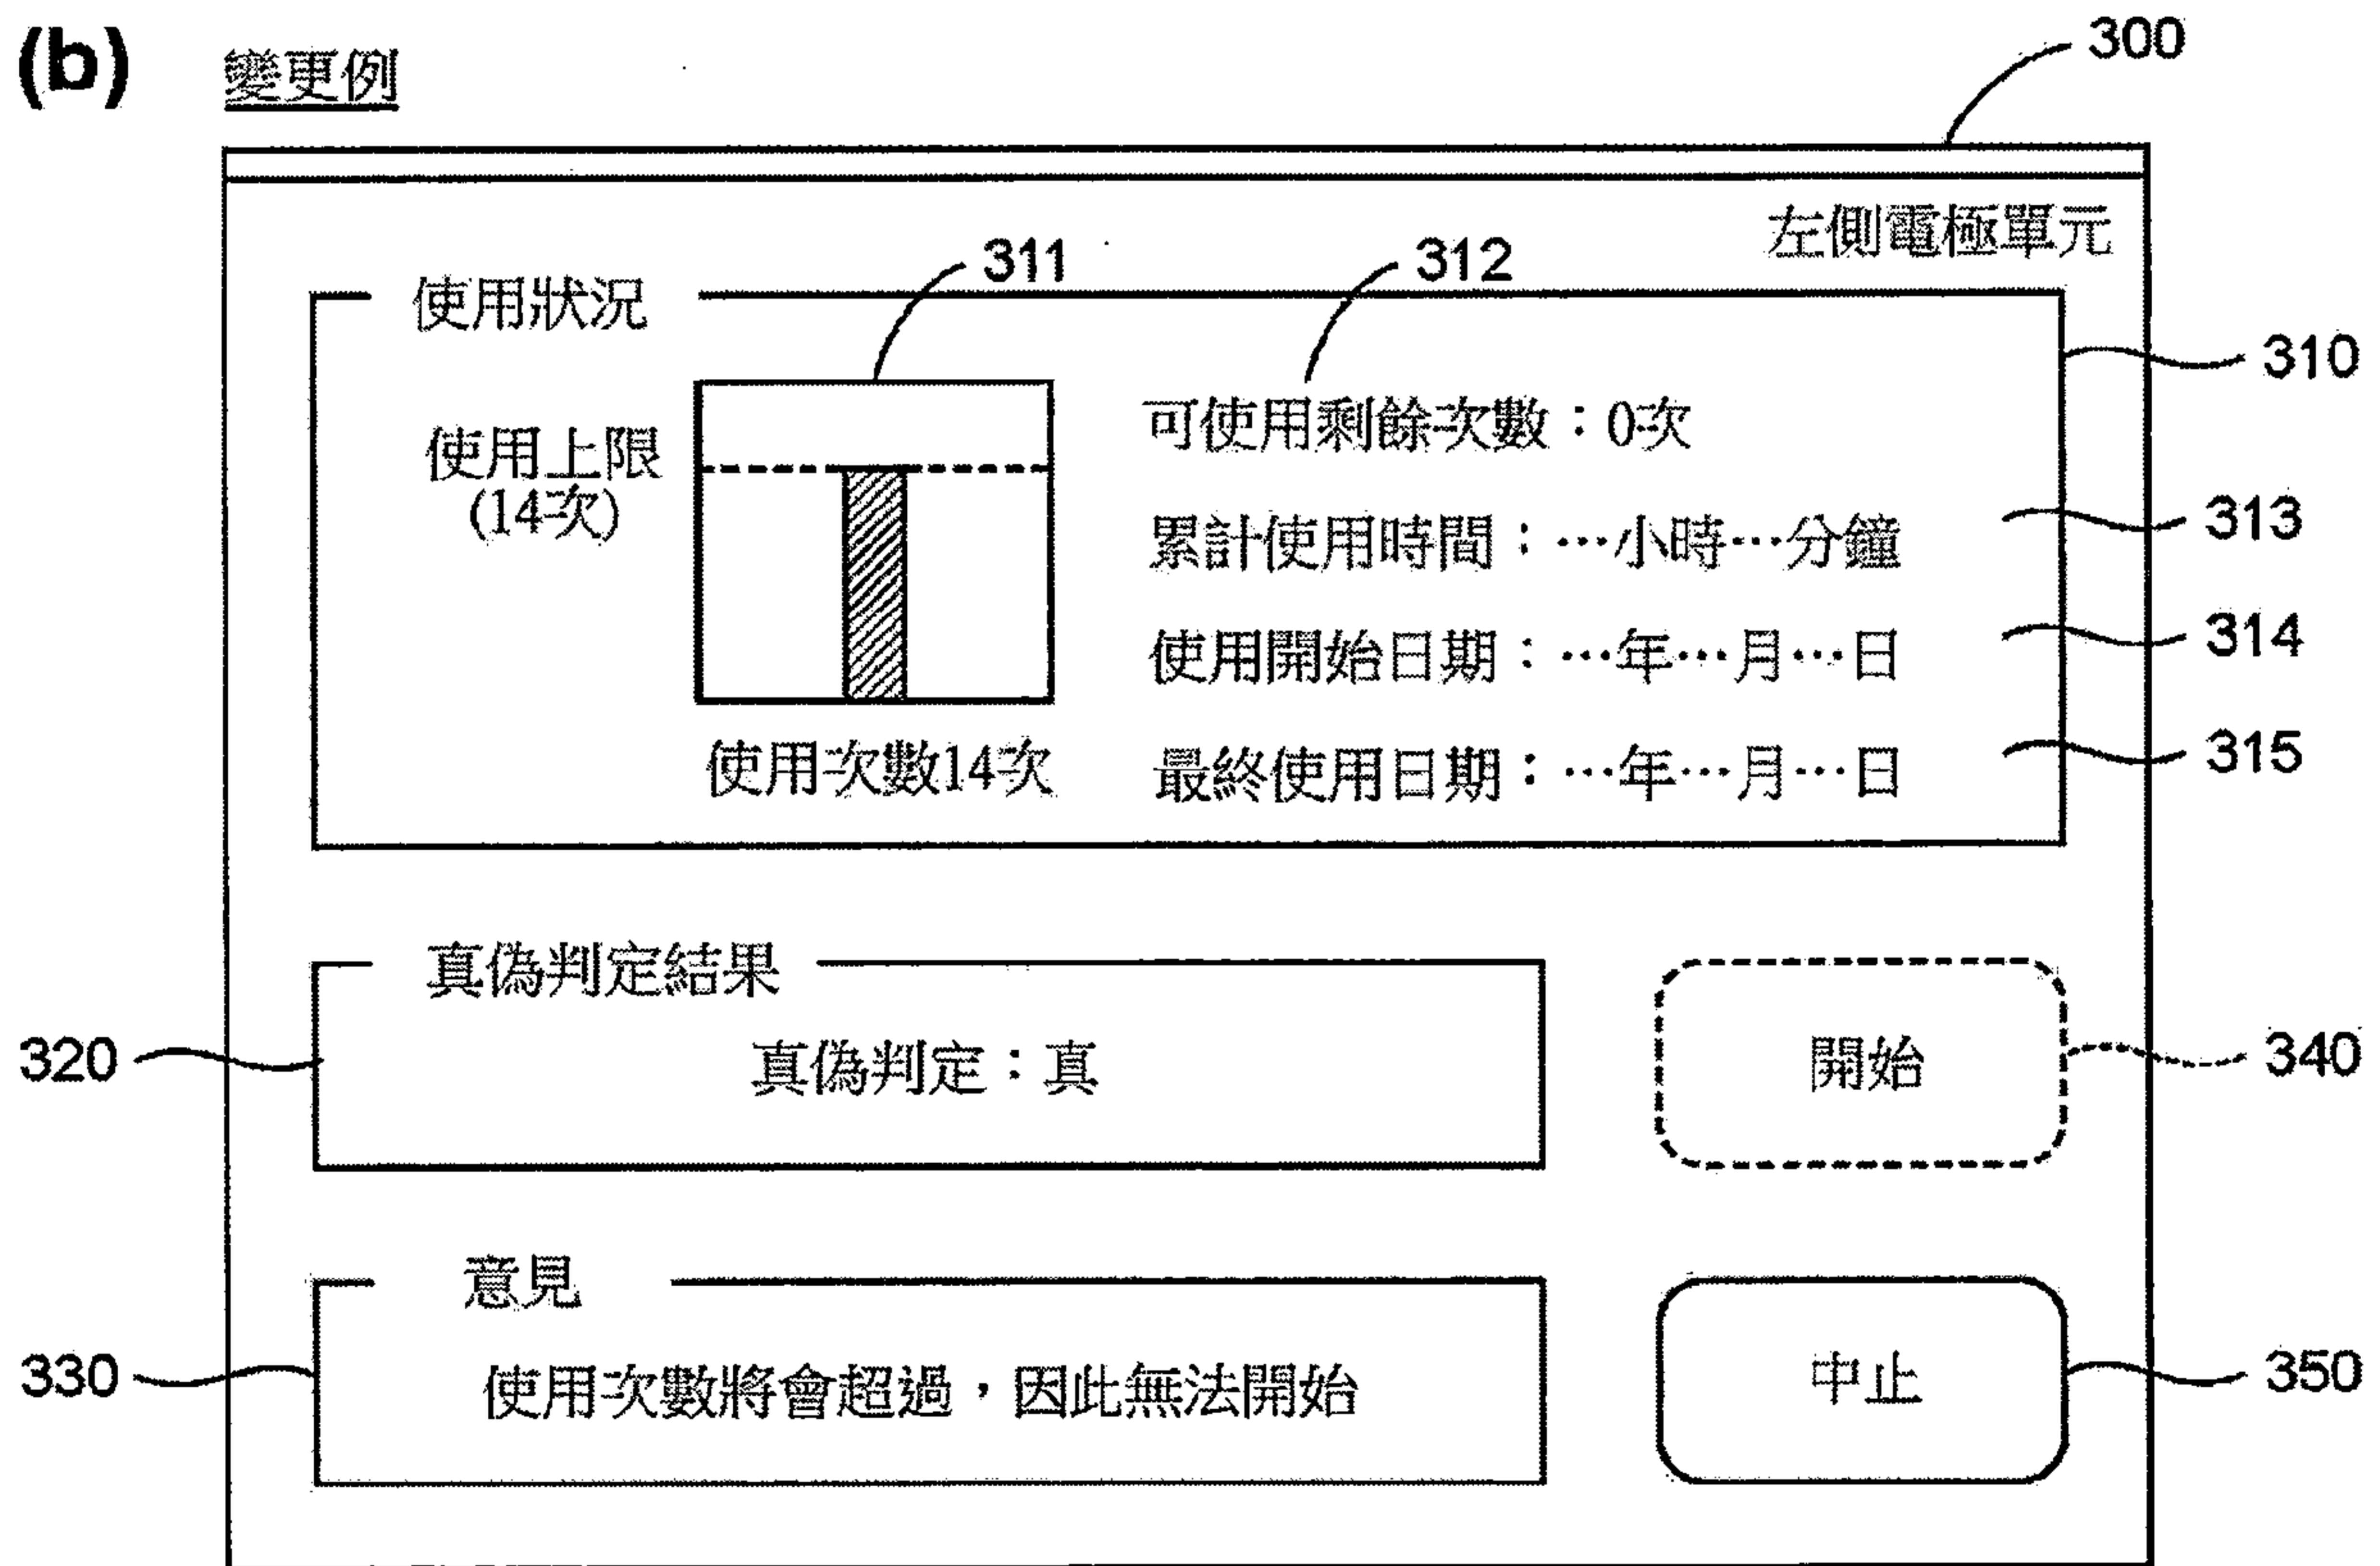 (b) 變更例
300
左側電極單元
使用狀況
311
312
310
使用上限
(14次)
可使用剩餘次數：0次
累計使用時間：…小時…分鐘
313
使用開始日期：…年…月…日
314
使用次數14次
最終使用日期：…年…月…日
315
真偽判定結果
320
真偽判定：真
開始
340
意見
330
使用次數將會超過，因此無法開始
中止
350